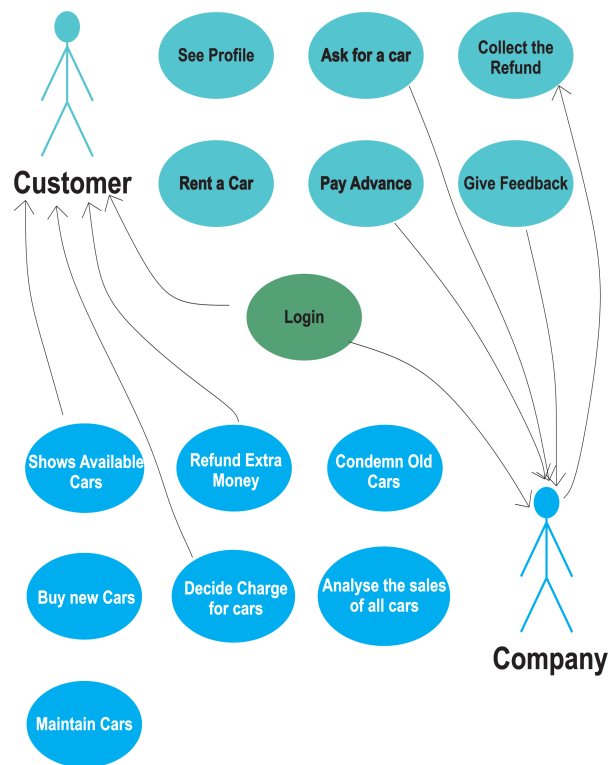 See Profile
Ask for a car
Collect the
Refund
Customer
Rent a Car
Pay Advance
Give Feedback
Login
Shows Available
Cars
Refund Extra
Money
Condemn Old
Cars
Buy new Cars
Decide Charge
for cars
Analyse the sales
of all cars
Company
Maintain Cars